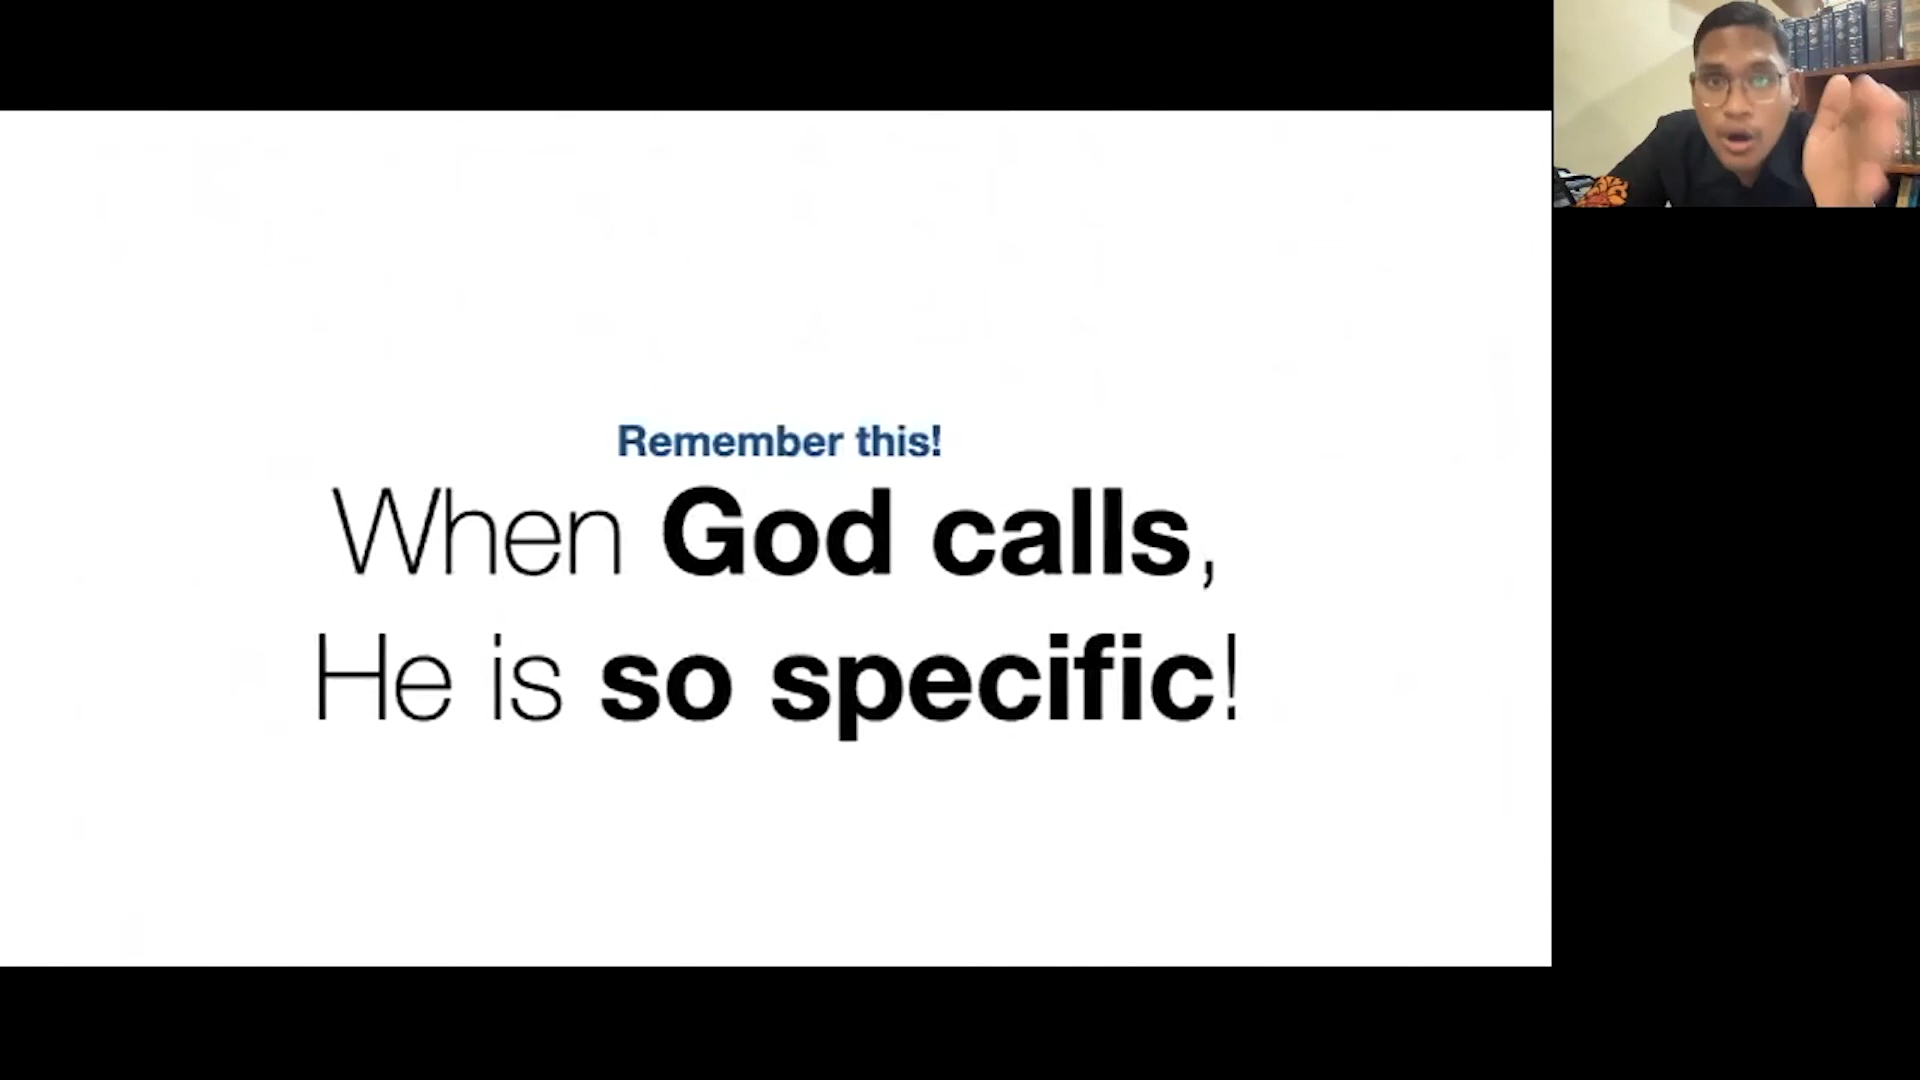 Remember this!
When God calls,
He is so specific!